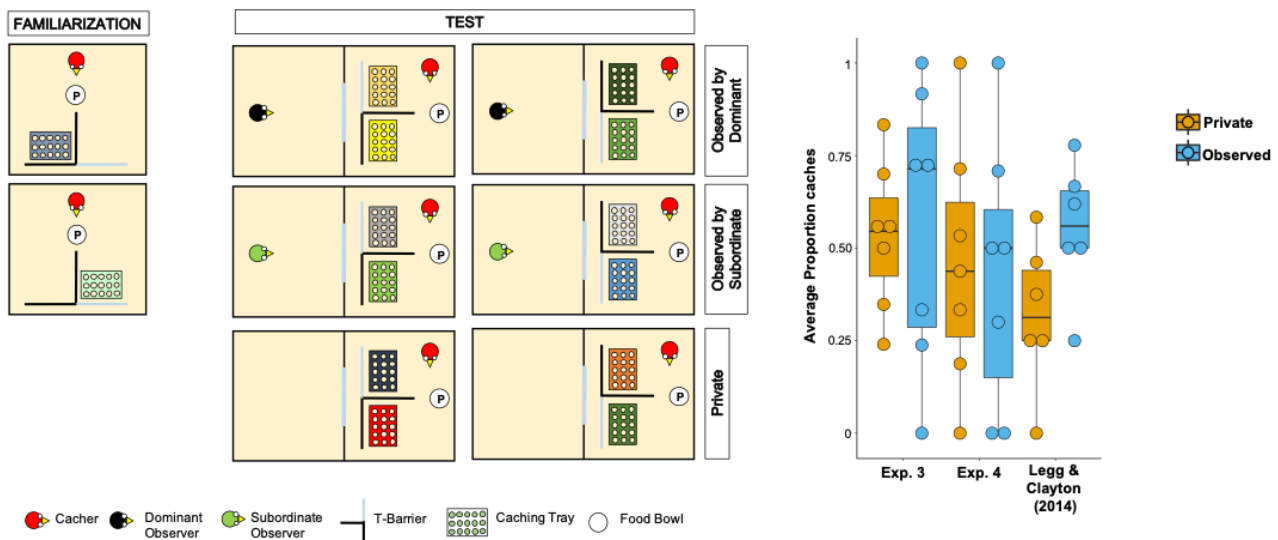 FAMILIARIZATION
TEST
P
P
P
P
P
P
P
P
Observed by
Dominant
Observed by
Subordinate
Private
Cacher
Dominant
Observer
Subordinate
Observer
T-Barrier
Caching Tray
Food Bowl
Average Proportion caches
1
0.75
0.50
0.25
0
Exp. 3
Exp. 4
Legg &
Clayton
(2014)
Private
Observed